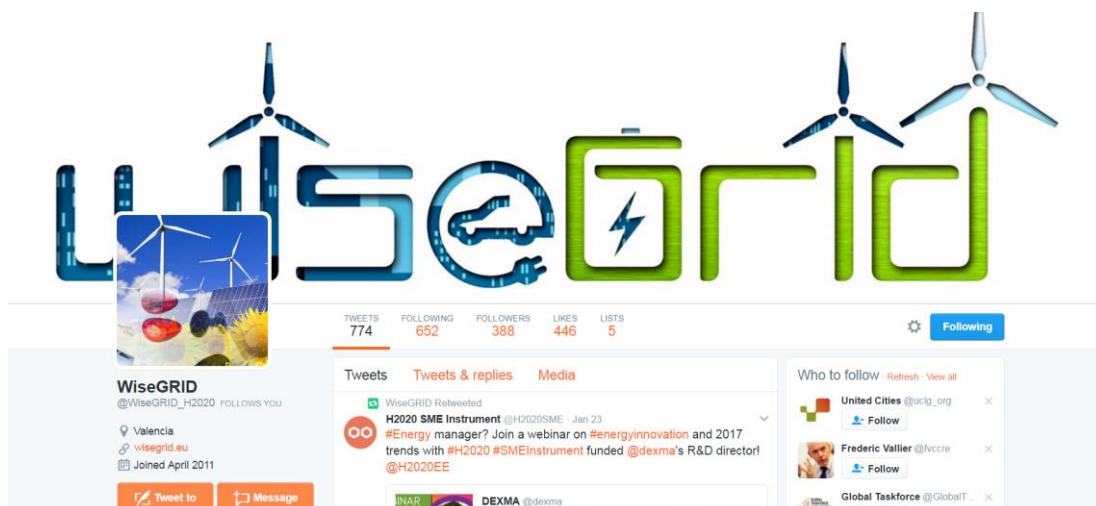 wiseGrid
TWEETS
774
FOLLOWING
652
FOLLOWERS
388
LIKES
446
LISTS
5
Following
WiseGRID
@WiseGRID_H2020 FOLLOWS YOU
Valencia
wisegrid.eu
Joined April 2011
Tweet to
Message
Tweets Tweets & replies Media
WiseGRID Retweeted
H2020 SME Instrument @H2020SME · Jan 23
#Energy manager? Join a webinar on #energyinnovation and 2017
trends with #H2020 #SMEInstrument funded @dexma's R&D director!
@H2020EE
INAR
DEXMA @dexma
Who to follow · Refresh · View all
United Cities @uclg_org
Follow
Frederic Vallier @fvccre
Follow
Global Taskforce @GlobalT...